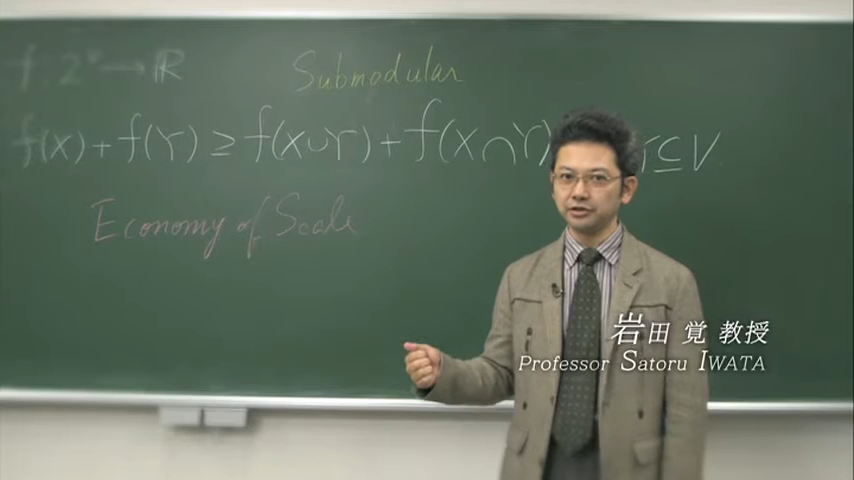 f: 2ⱽ → ℝ
Submodular
f(X) + f(Y) ≥ f(X∪Y) + f(X∩Y) Y ⊆ V
Economy of Scale
岩田 覚 教授
Professor Satoru IWATA